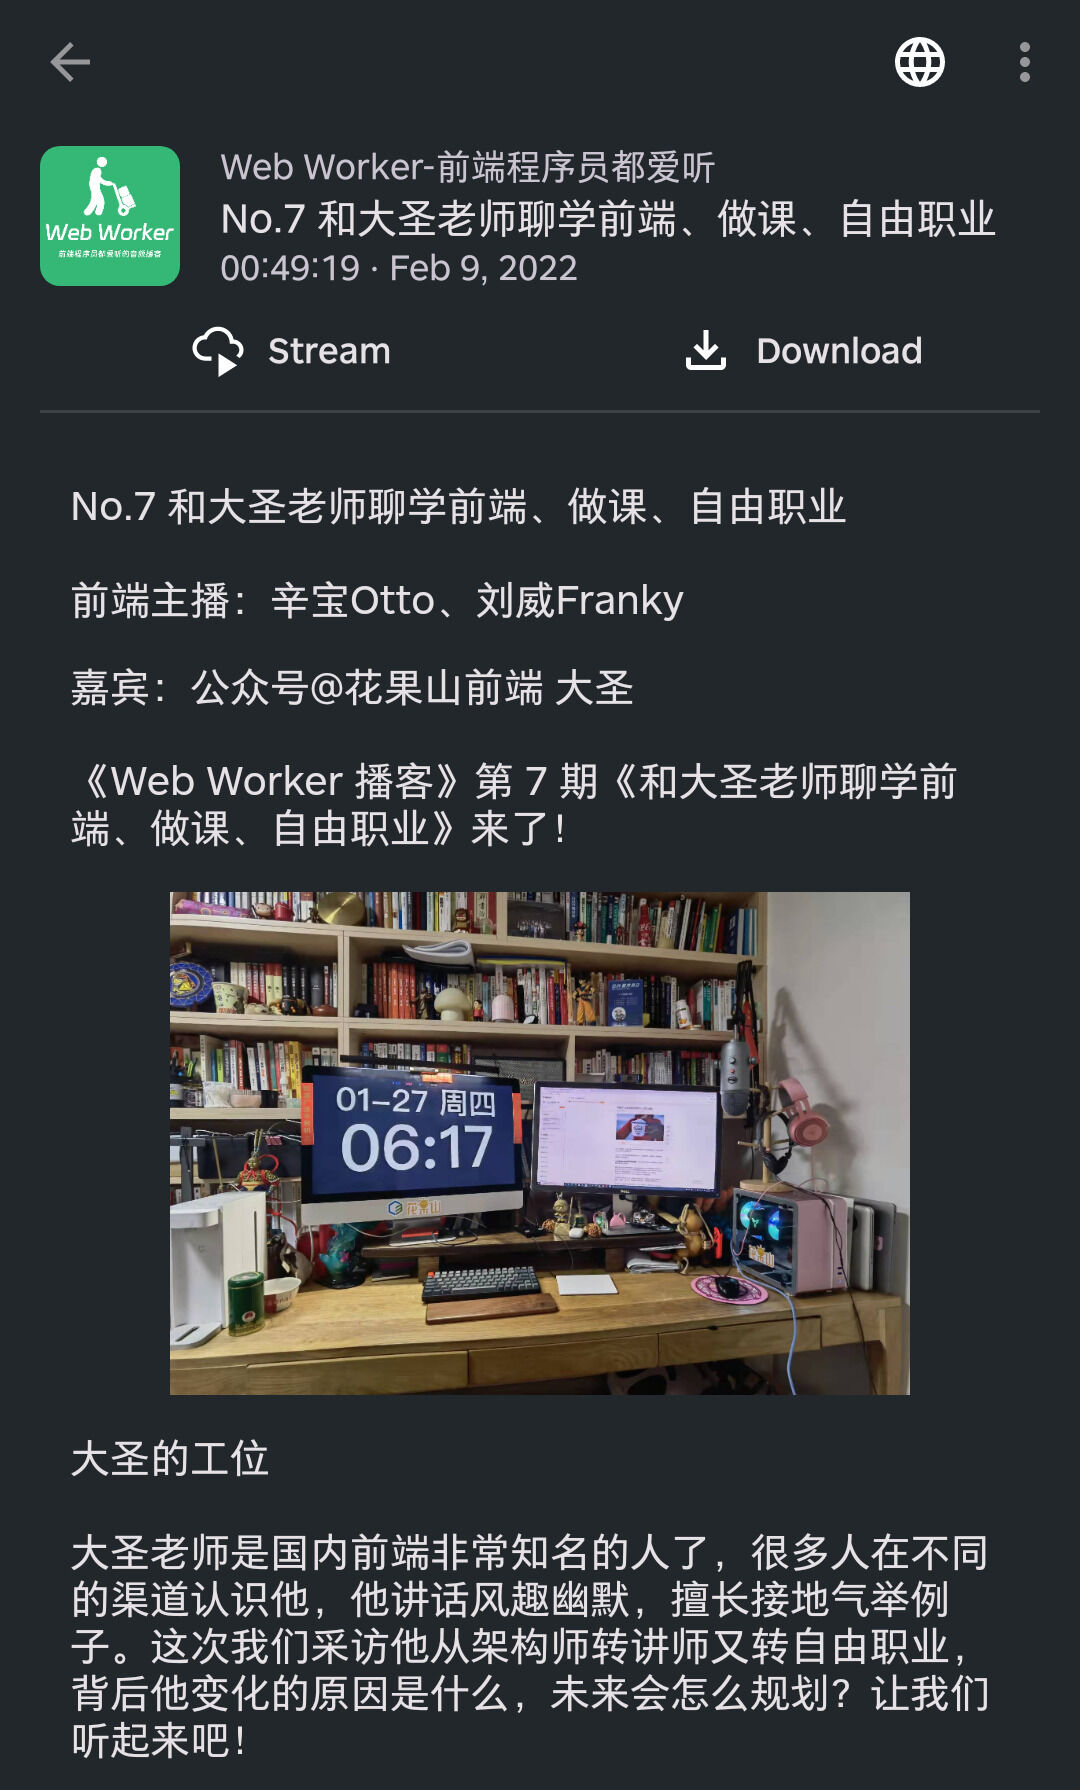 Web Worker-前端程序员都爱听
No.7 和大圣老师聊学前端、做课、自由职业
00:49:19 · Feb 9, 2022
Web Worker
前端程序员都爱听的音频播客
Stream
Download
No.7 和大圣老师聊学前端、做课、自由职业
前端主播：辛宝Otto、刘威Franky
嘉宾：公众号@花果山前端 大圣
《Web Worker 播客》第 7 期《和大圣老师聊学前
端、做课、自由职业》来了！
01-27 周四
06:17
花果山
大圣的工位
大圣老师是国内前端非常知名的人了，很多人在不同
的渠道认识他，他讲话风趣幽默，擅长接地气举例
子。这次我们采访他从架构师转讲师又转自由职业，
背后他变化的原因是什么，未来会怎么规划？让我们
听起来吧！